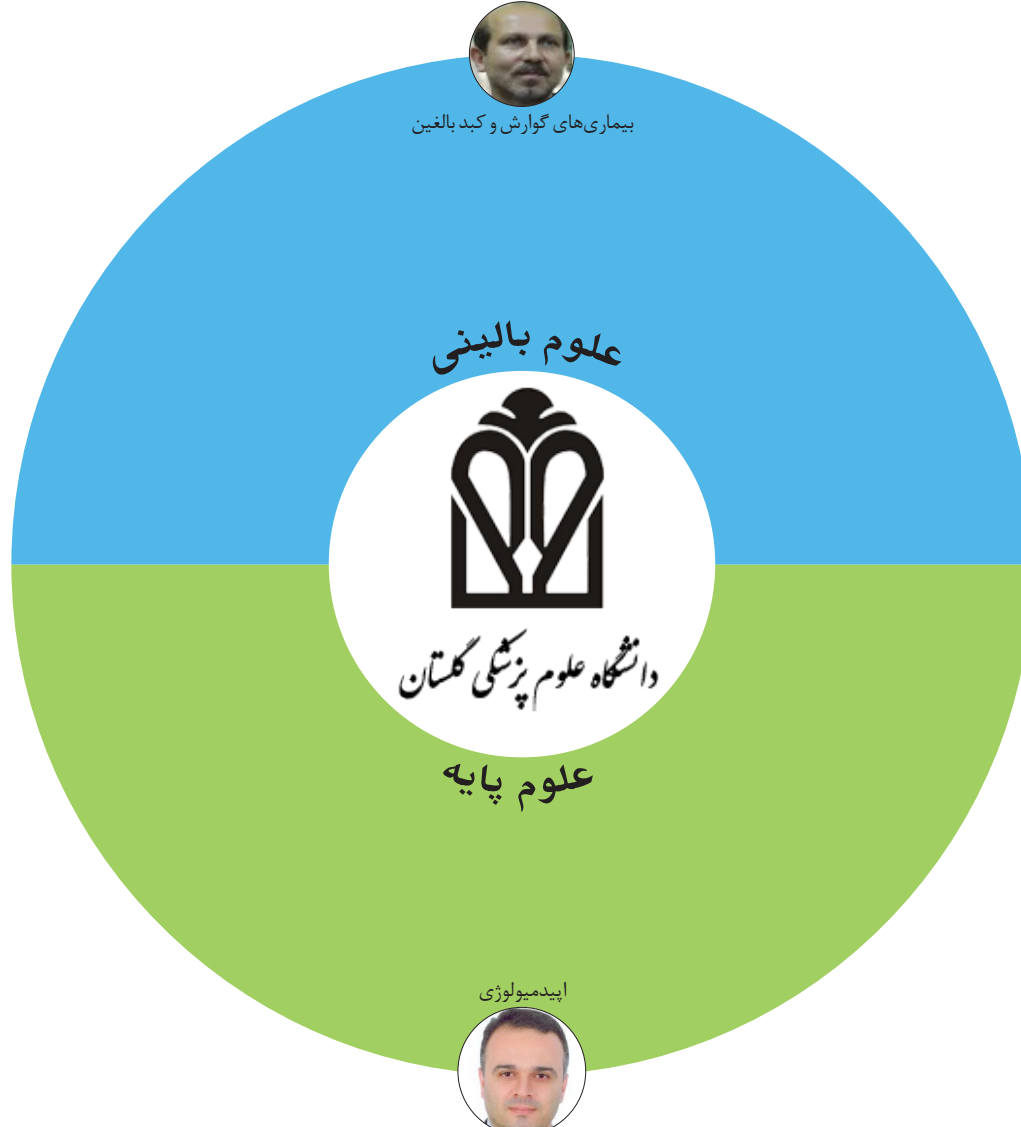 بیماری‌های گوارش و کبد بالغین
علوم بالینی
دانشگاه علوم پزشکی گلستان
علوم پایه
اپیدمیولوژی